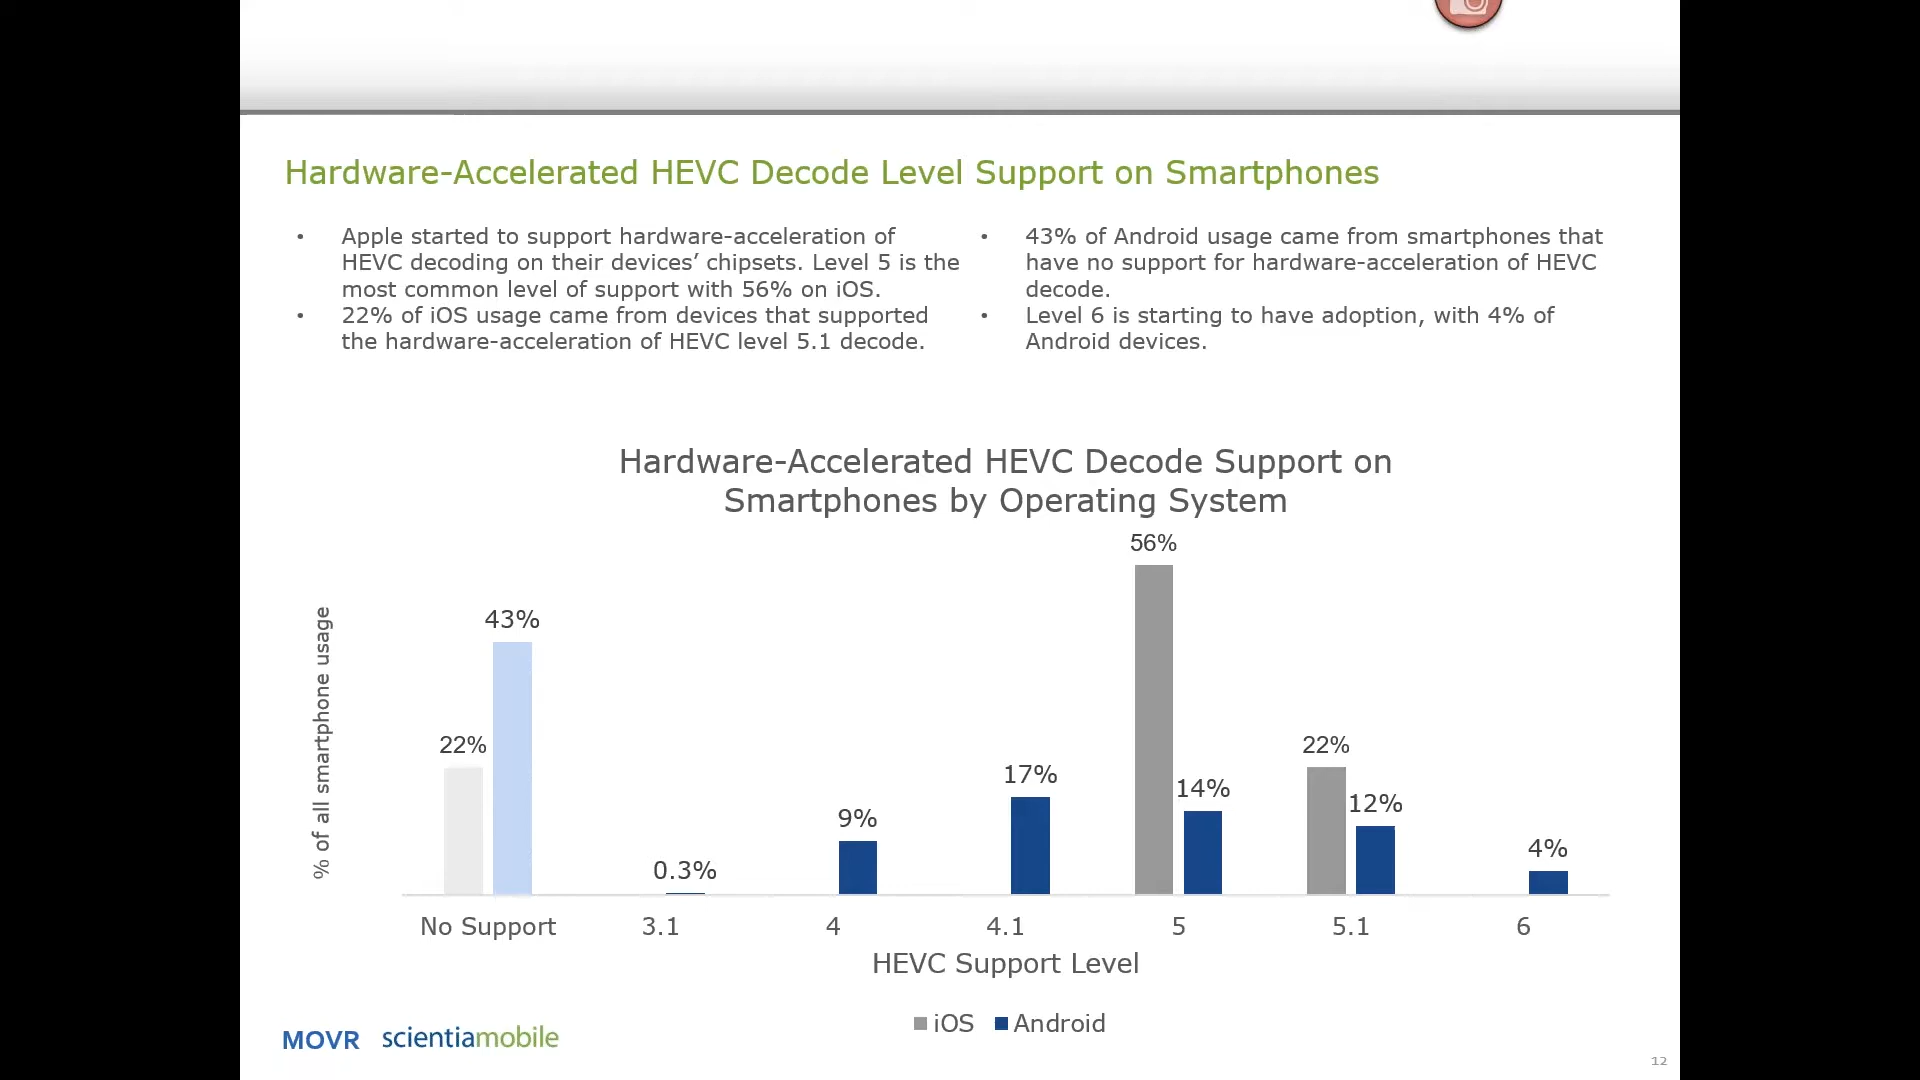 Hardware-Accelerated HEVC Decode Level Support on Smartphones
• Apple started to support hardware-acceleration of
HEVC decoding on their devices’ chipsets. Level 5 is the
most common level of support with 56% on iOS.
• 22% of iOS usage came from devices that supported
the hardware-acceleration of HEVC level 5.1 decode.
• 43% of Android usage came from smartphones that
have no support for hardware-acceleration of HEVC
decode.
• Level 6 is starting to have adoption, with 4% of
Android devices.
Hardware-Accelerated HEVC Decode Support on
Smartphones by Operating System
% of all smartphone usage
22%
43%
0.3%
9%
17%
56%
14%
22%
12%
4%
No Support
3.1
4
4.1
5
5.1
6
HEVC Support Level
iOS
Android
MOVR
scientiamobile
12